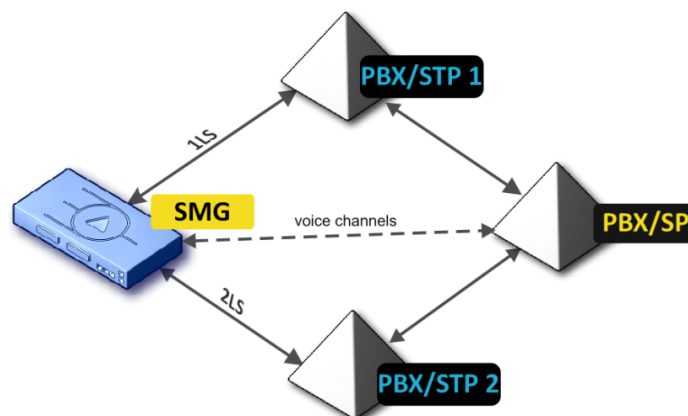 PBX/STP 1
1LS
SMG
voice channels
PBX/SP
2LS
PBX/STP 2